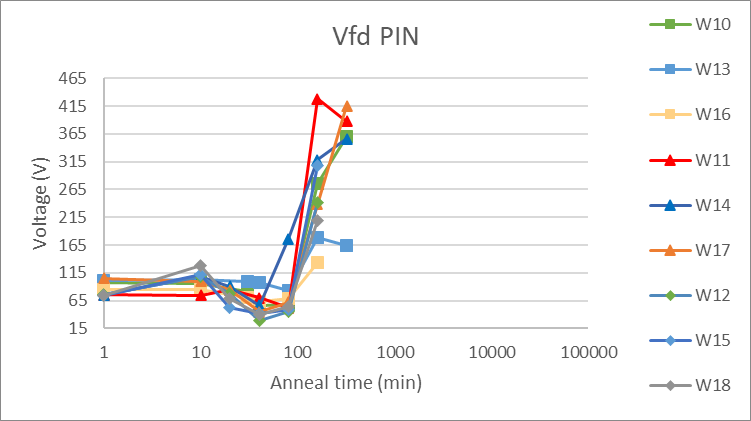 Vfd PIN
Voltage (V)
465
415
365
315
265
215
165
115
65
15
1 10 100 1000 10000 100000
Anneal time (min)
W10
W13
W16
W11
W14
W17
W12
W15
W18